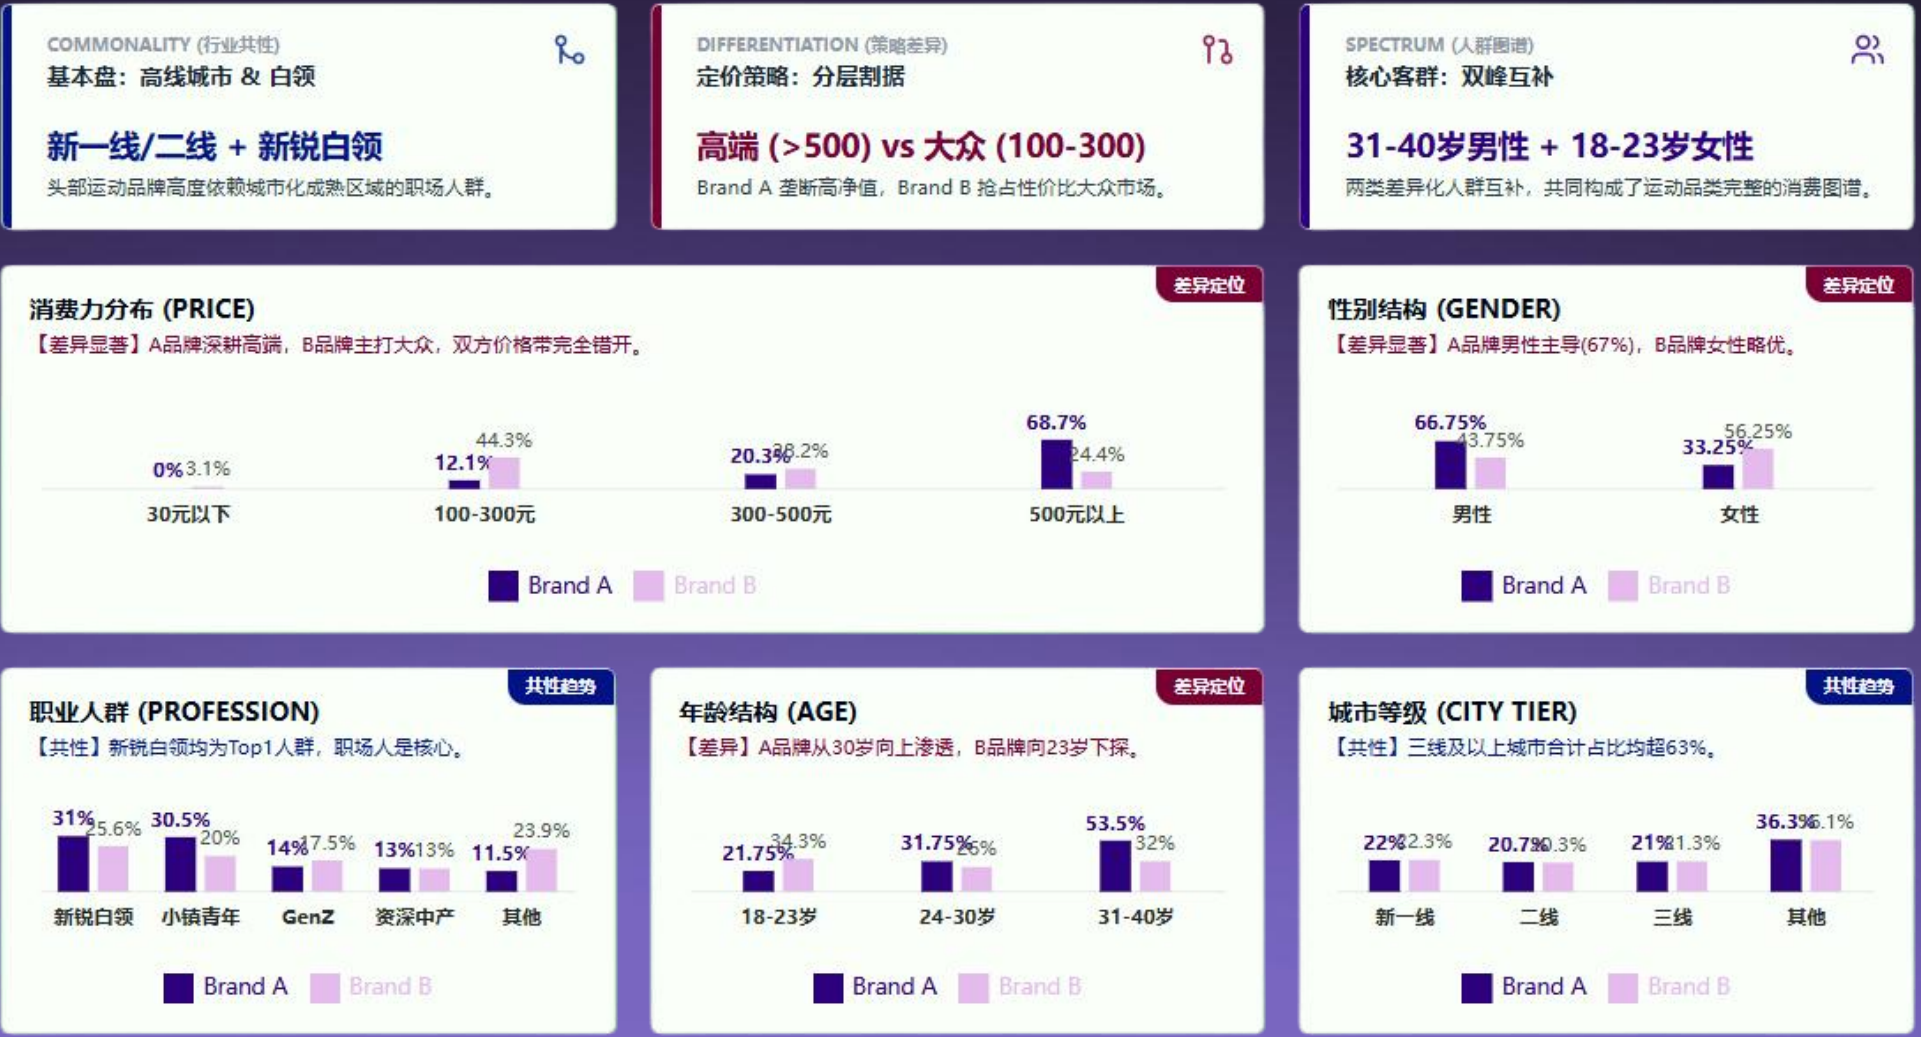 COMMONALITY (行业共性)
基本盘：高线城市 & 白领
新一线/二线 + 新锐白领
头部运动品牌高度依赖城市化成熟区域的职场人群。
DIFFERENTIATION (策略差异)
定价策略：分层割据
高端 (>500) vs 大众 (100-300)
Brand A 垄断高净值，Brand B 抢占性价比大众市场。
SPECTRUM (人群图谱)
核心客群：双峰互补
31-40岁男性 + 18-23岁女性
两类差异化人群互补，共同构成了运动品类完整的消费图谱。
差异定位
消费力分布 (PRICE)
【差异显著】A品牌深耕高端，B品牌主打大众，双方价格带完全错开。
0% 3.1%
12.1% 44.3%
20.3% 28.2%
68.7% 24.4%
30元以下 100-300元 300-500元 500元以上
Brand A Brand B
差异定位
性别结构 (GENDER)
【差异显著】A品牌男性主导(67%)，B品牌女性略优。
66.75% 43.75%
33.25% 56.25%
男性 女性
Brand A Brand B
共性趋势
职业人群 (PROFESSION)
【共性】新锐白领均为Top1人群，职场人是核心。
31% 25.6% 30.5% 20% 14% 17.5% 13% 13% 11.5% 23.9%
新锐白领 小镇青年 GenZ 资深中产 其他
Brand A Brand B
差异定位
年龄结构 (AGE)
【差异】A品牌从30岁向上渗透，B品牌向23岁下探。
21.75% 34.3% 31.75% 26% 53.5% 32%
18-23岁 24-30岁 31-40岁
Brand A Brand B
共性趋势
城市等级 (CITY TIER)
【共性】三线及以上城市合计占比均超63%。
22% 22.3% 20.7% 20.3% 21% 21.3% 36.3% 36.1%
新一线 二线 三线 其他
Brand A Brand B